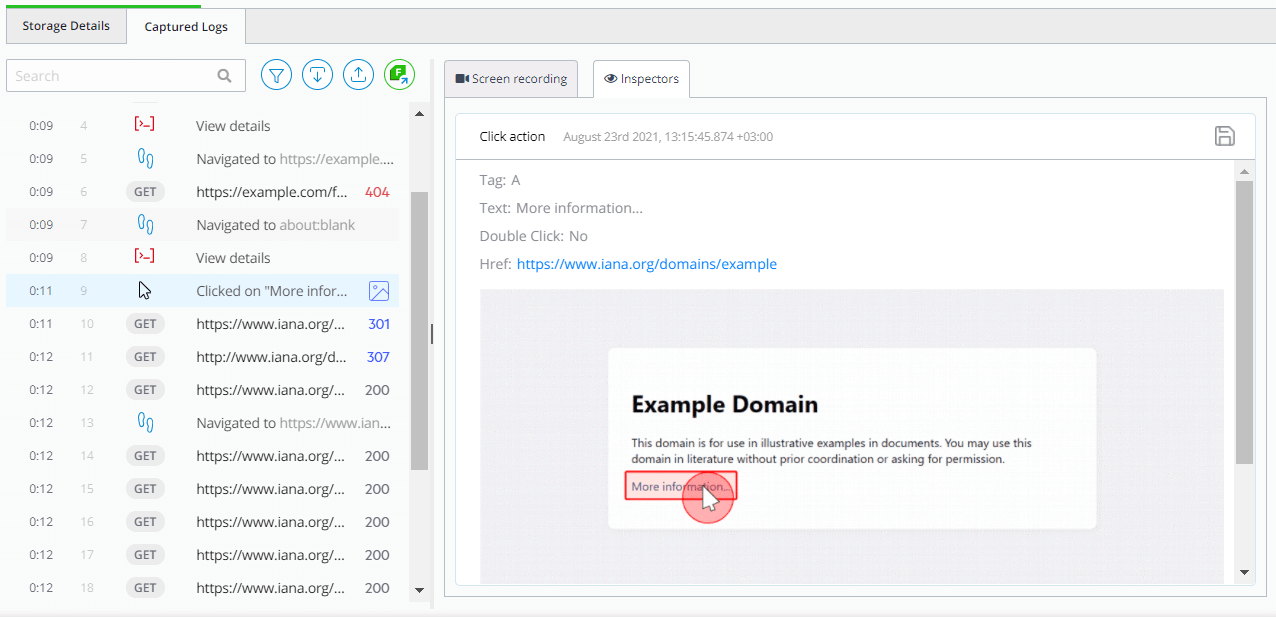 Storage Details
Captured Logs
Search
F
Screen recording
Inspectors
0:09 4 View details
0:09 5 Navigated to https://example....
0:09 6 GET https://example.com/f... 404
0:09 7 Navigated to about:blank
0:09 8 View details
0:11 9 Clicked on "More infor...
0:11 10 GET https://www.iana.org/... 301
0:12 11 GET http://www.iana.org/d... 307
0:12 12 GET https://www.iana.org/... 200
0:12 13 Navigated to https://www.ian...
0:12 14 GET https://www.iana.org/... 200
0:12 15 GET https://www.iana.org/... 200
0:12 16 GET https://www.iana.org/... 200
0:12 17 GET https://www.iana.org/... 200
0:12 18 GET https://www.iana.org/... 200
Click action August 23rd 2021, 13:15:45.874 +03:00
Tag: A
Text: More information...
Double Click: No
Href: https://www.iana.org/domains/example
Example Domain
This domain is for use in illustrative examples in documents. You may use this
domain in literature without prior coordination or asking for permission.
More information...